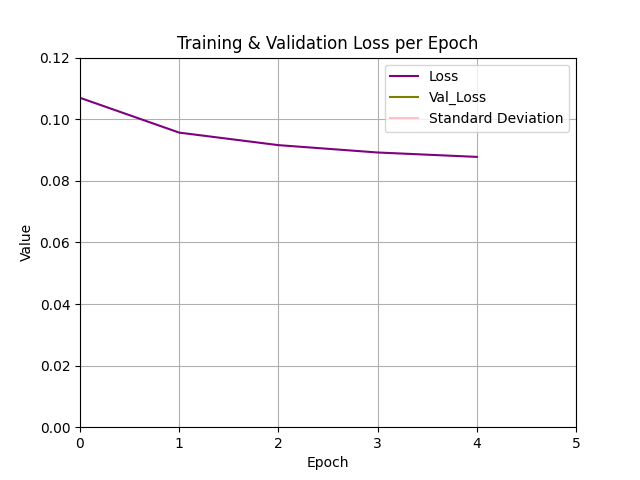 Training & Validation Loss per Epoch
Loss
Val_Loss
Standard Deviation
Value
0.12
0.10
0.08
0.06
0.04
0.02
0.00
0 1 2 3 4 5
Epoch